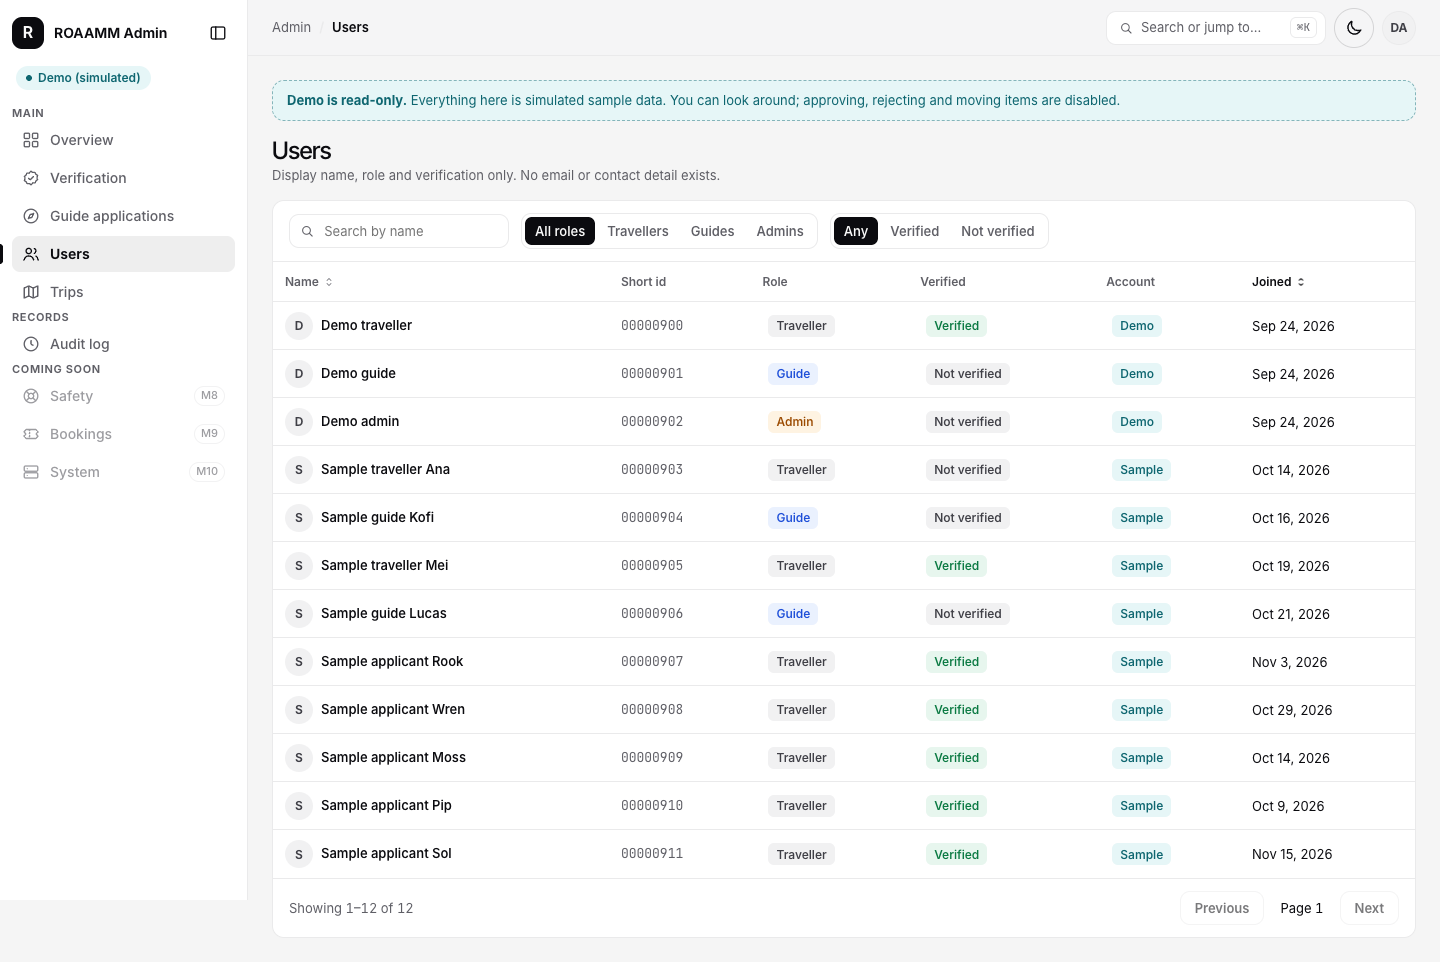 R ROAAMM Admin
Demo (simulated)
MAIN
Overview
Verification
Guide applications
Users
Trips
RECORDS
Audit log
COMING SOON
Safety M8
Bookings M9
System M10
Admin / Users
Search or jump to... ⌘K DA
Demo is read-only. Everything here is simulated sample data. You can look around; approving, rejecting and moving items are disabled.
Users
Display name, role and verification only. No email or contact detail exists.
Search by name All roles Travellers Guides Admins Any Verified Not verified
Name Short id Role Verified Account Joined
D Demo traveller 00000900 Traveller Verified Demo Sep 24, 2026
D Demo guide 00000901 Guide Not verified Demo Sep 24, 2026
D Demo admin 00000902 Admin Not verified Demo Sep 24, 2026
S Sample traveller Ana 00000903 Traveller Not verified Sample Oct 14, 2026
S Sample guide Kofi 00000904 Guide Not verified Sample Oct 16, 2026
S Sample traveller Mei 00000905 Traveller Verified Sample Oct 19, 2026
S Sample guide Lucas 00000906 Guide Not verified Sample Oct 21, 2026
S Sample applicant Rook 00000907 Traveller Verified Sample Nov 3, 2026
S Sample applicant Wren 00000908 Traveller Verified Sample Oct 29, 2026
S Sample applicant Moss 00000909 Traveller Verified Sample Oct 14, 2026
S Sample applicant Pip 00000910 Traveller Verified Sample Oct 9, 2026
S Sample applicant Sol 00000911 Traveller Verified Sample Nov 15, 2026
Showing 1–12 of 12 Previous Page 1 Next